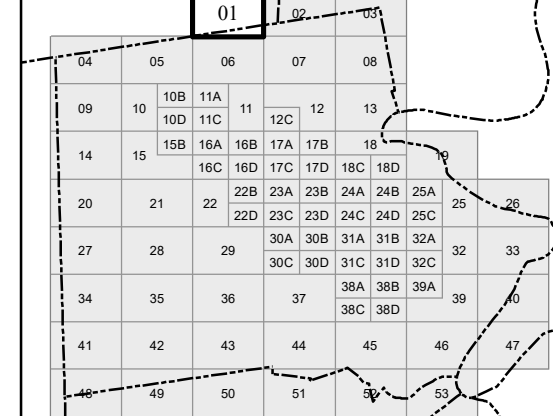 01 02 03
04 05 06 07 08
10B 11A
09 10 11 12 13
10D 11C 12C
15B 16A 16B 17A 17B 18
14 15 19
16C 16D 17C 17D 18C 18D
22B 23A 23B 24A 24B 25A
20 21 22 25 26
22D 23C 23D 24C 24D 25C
30A 30B 31A 31B 32A
27 28 29 32 33
30C 30D 31C 31D 32C
38A 38B 39A
34 35 36 37 39 40
38C 38D
41 42 43 44 45 46 47
48 49 50 51 52 53